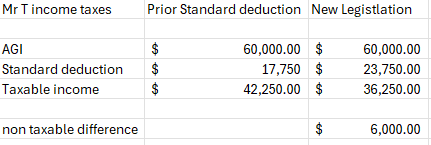 Mr T income taxes Prior Standard deduction New Legistlation
AGI $ 60,000.00 $ 60,000.00
Standard deduction $ 17,750 $ 23,750.00
Taxable income $ 42,250.00 $ 36,250.00
non taxable difference $ 6,000.00